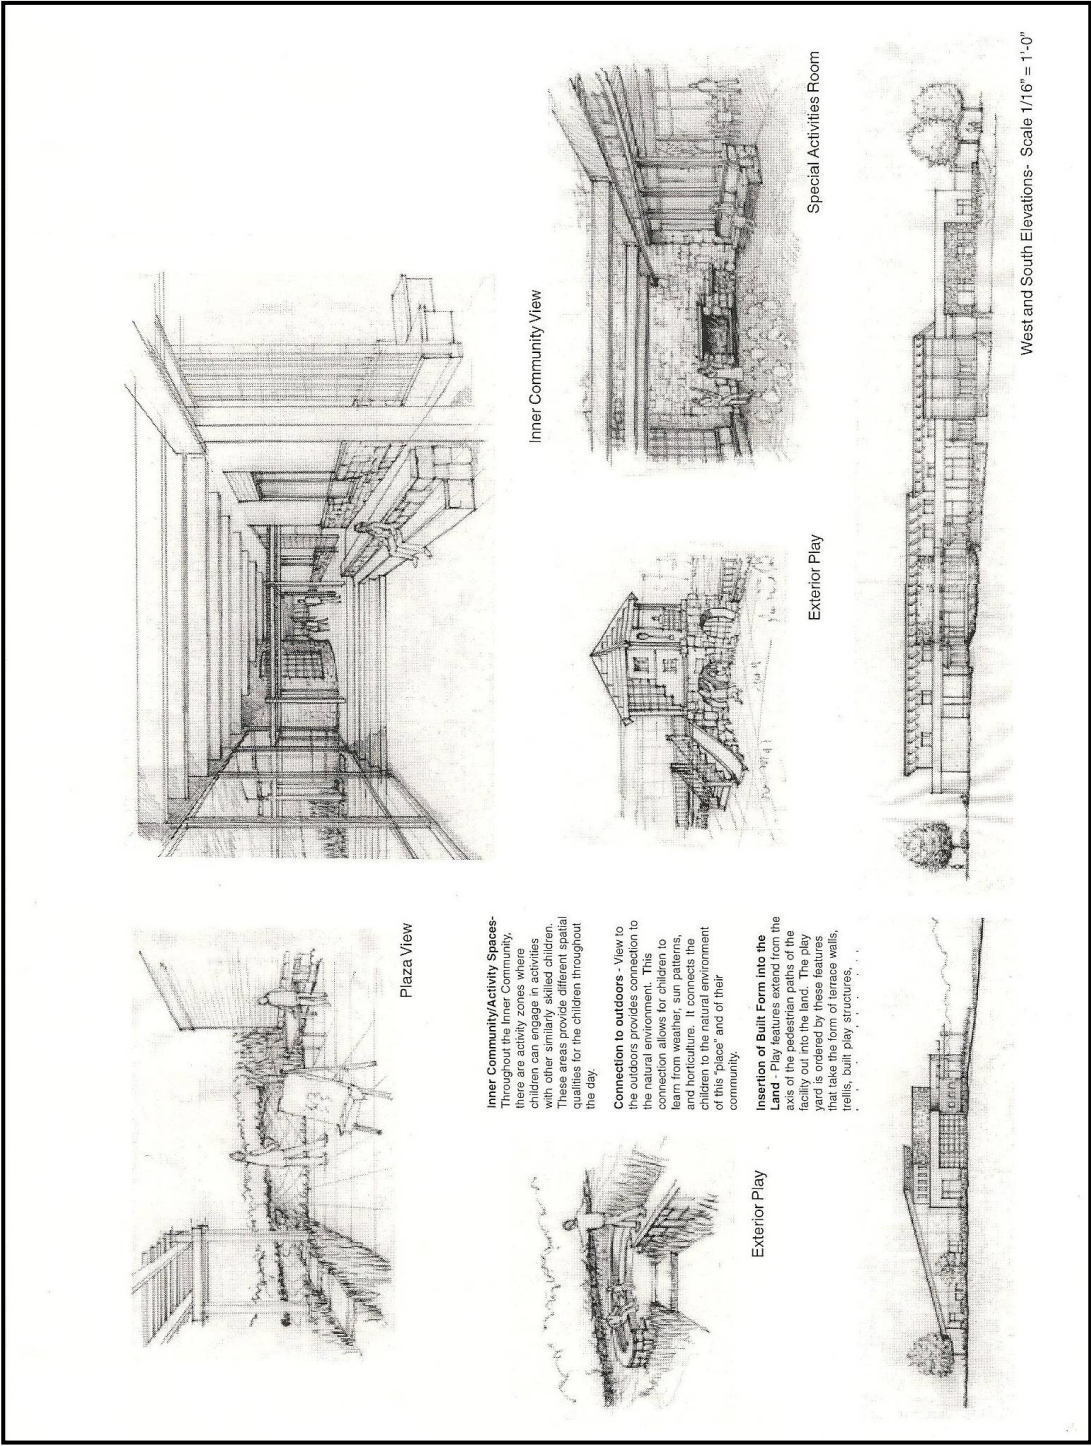 Plaza View
Inner Community View
Inner Community/Activity Spaces-
Throughout the Inner Community,
there are activity zones where
children can engage in activities
with other similarly skilled children.
These areas provide different spatial
qualities for the children throughout
the day.
Connection to outdoors - View to
the outdoors provides connection to
the natural environment. This
connection allows for children to
learn from weather, sun patterns,
and horticulture. It connects the
children to the natural environment
of this "place" and of their
community.
Insertion of Built Form into the
Land - Play features extend from the
axis of the pedestrian paths of the
facility out into the land. The play
yard is ordered by these features
that take the form of terrace walls,
trellis, built play structures,
Exterior Play
Exterior Play
Special Activities Room
West and South Elevations- Scale 1/16" = 1'-0"